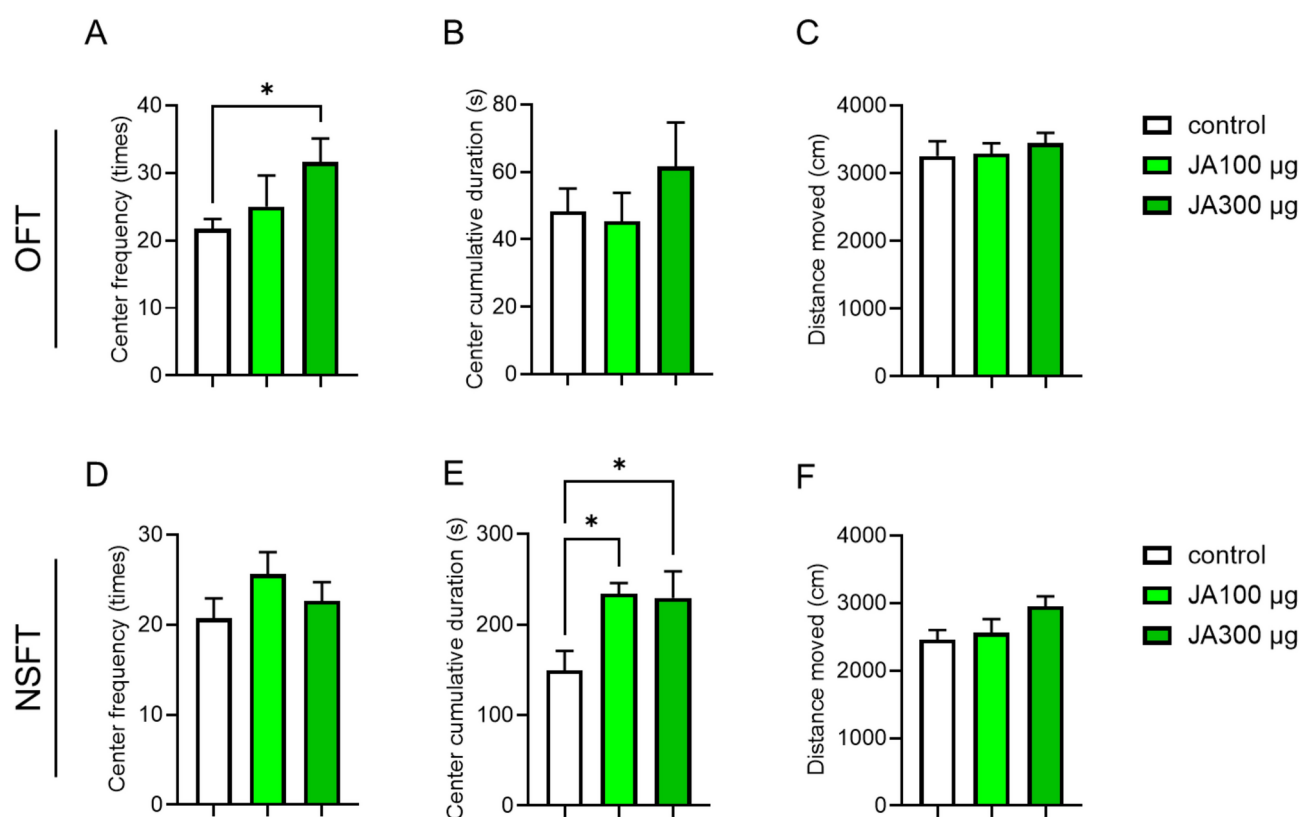 A
B
C
OFT
Center frequency (times)
40
30
20
10
0
*
Center cumulative duration (s)
80
60
40
20
0
Distance moved (cm)
4000
3000
2000
1000
0
control
JA100 µg
JA300 µg
D
E
F
NSFT
Center frequency (times)
30
20
10
0
Center cumulative duration (s)
300
200
100
0
*
*
Distance moved (cm)
4000
3000
2000
1000
0
control
JA100 µg
JA300 µg